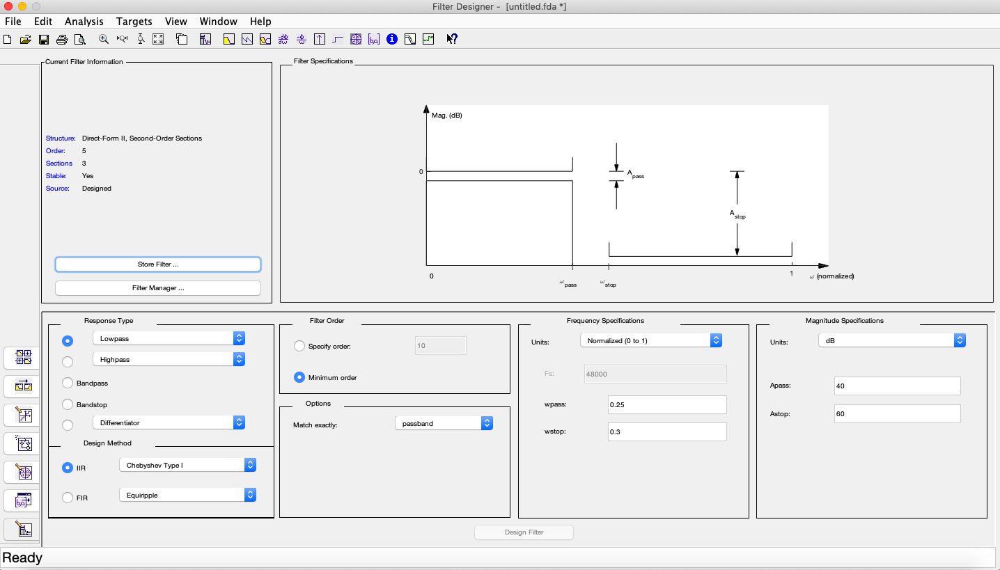 Filter Designer - [untitled.fda *]
File Edit Analysis Targets View Window Help
Current Filter Information
Structure: Direct-Form II, Second-Order Sections
Order: 5
Sections 3
Stable: Yes
Source: Designed
Store Filter ...
Filter Manager ...
Filter Specifications
Mag. (dB)
0
A pass
A stop
0
ω pass
ω stop
1
ω (normalized)
Response Type
Lowpass
Highpass
Bandpass
Bandstop
Differentiator
Design Method
IIR Chebyshev Type I
FIR Equiripple
Filter Order
Specify order: 10
Minimum order
Options
Match exactly: passband
Frequency Specifications
Units: Normalized (0 to 1)
Fs: 48000
wpass: 0.25
wstop: 0.3
Magnitude Specifications
Units: dB
Apass: 40
Astop: 60
Design Filter
Ready